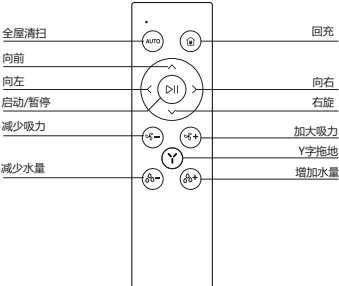 全屋清扫
回充
AUTO
向前
向左
向右
启动/暂停
右旋
减少吸力
加大吸力
Y字拖地
减少水量
增加水量